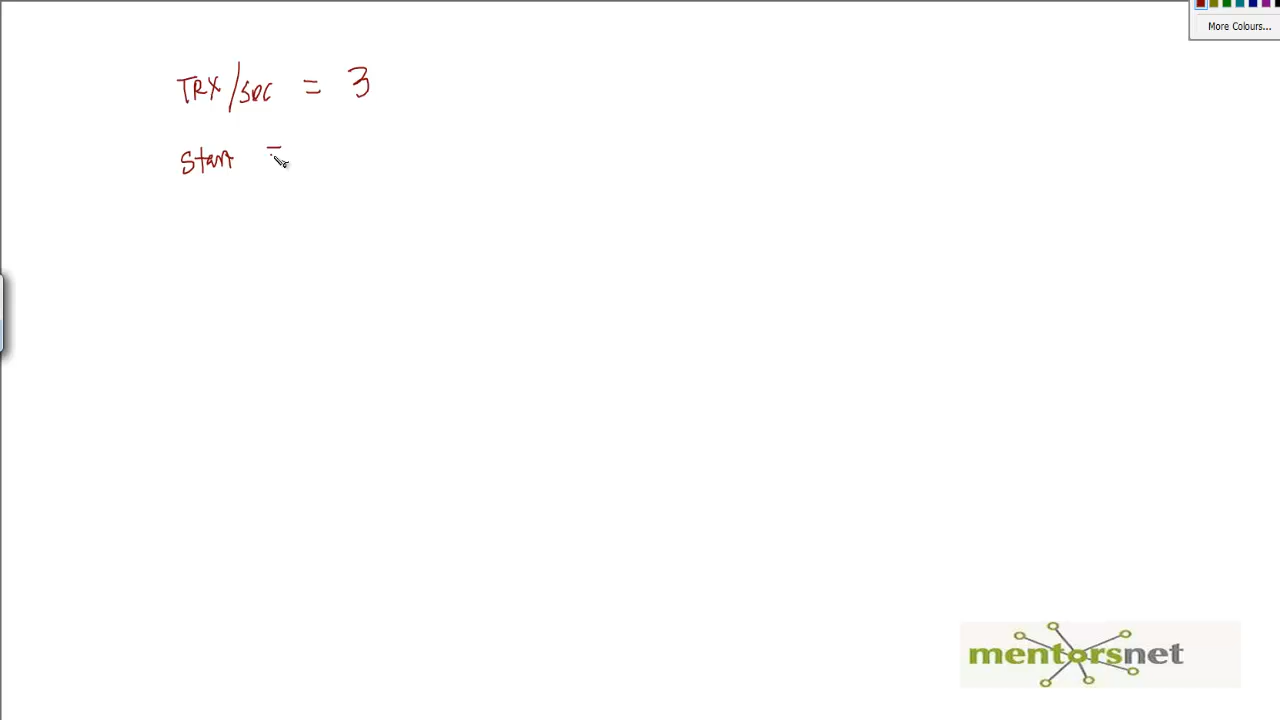 More Colours...
TRX/sec = 3
Start =
mentorsnet